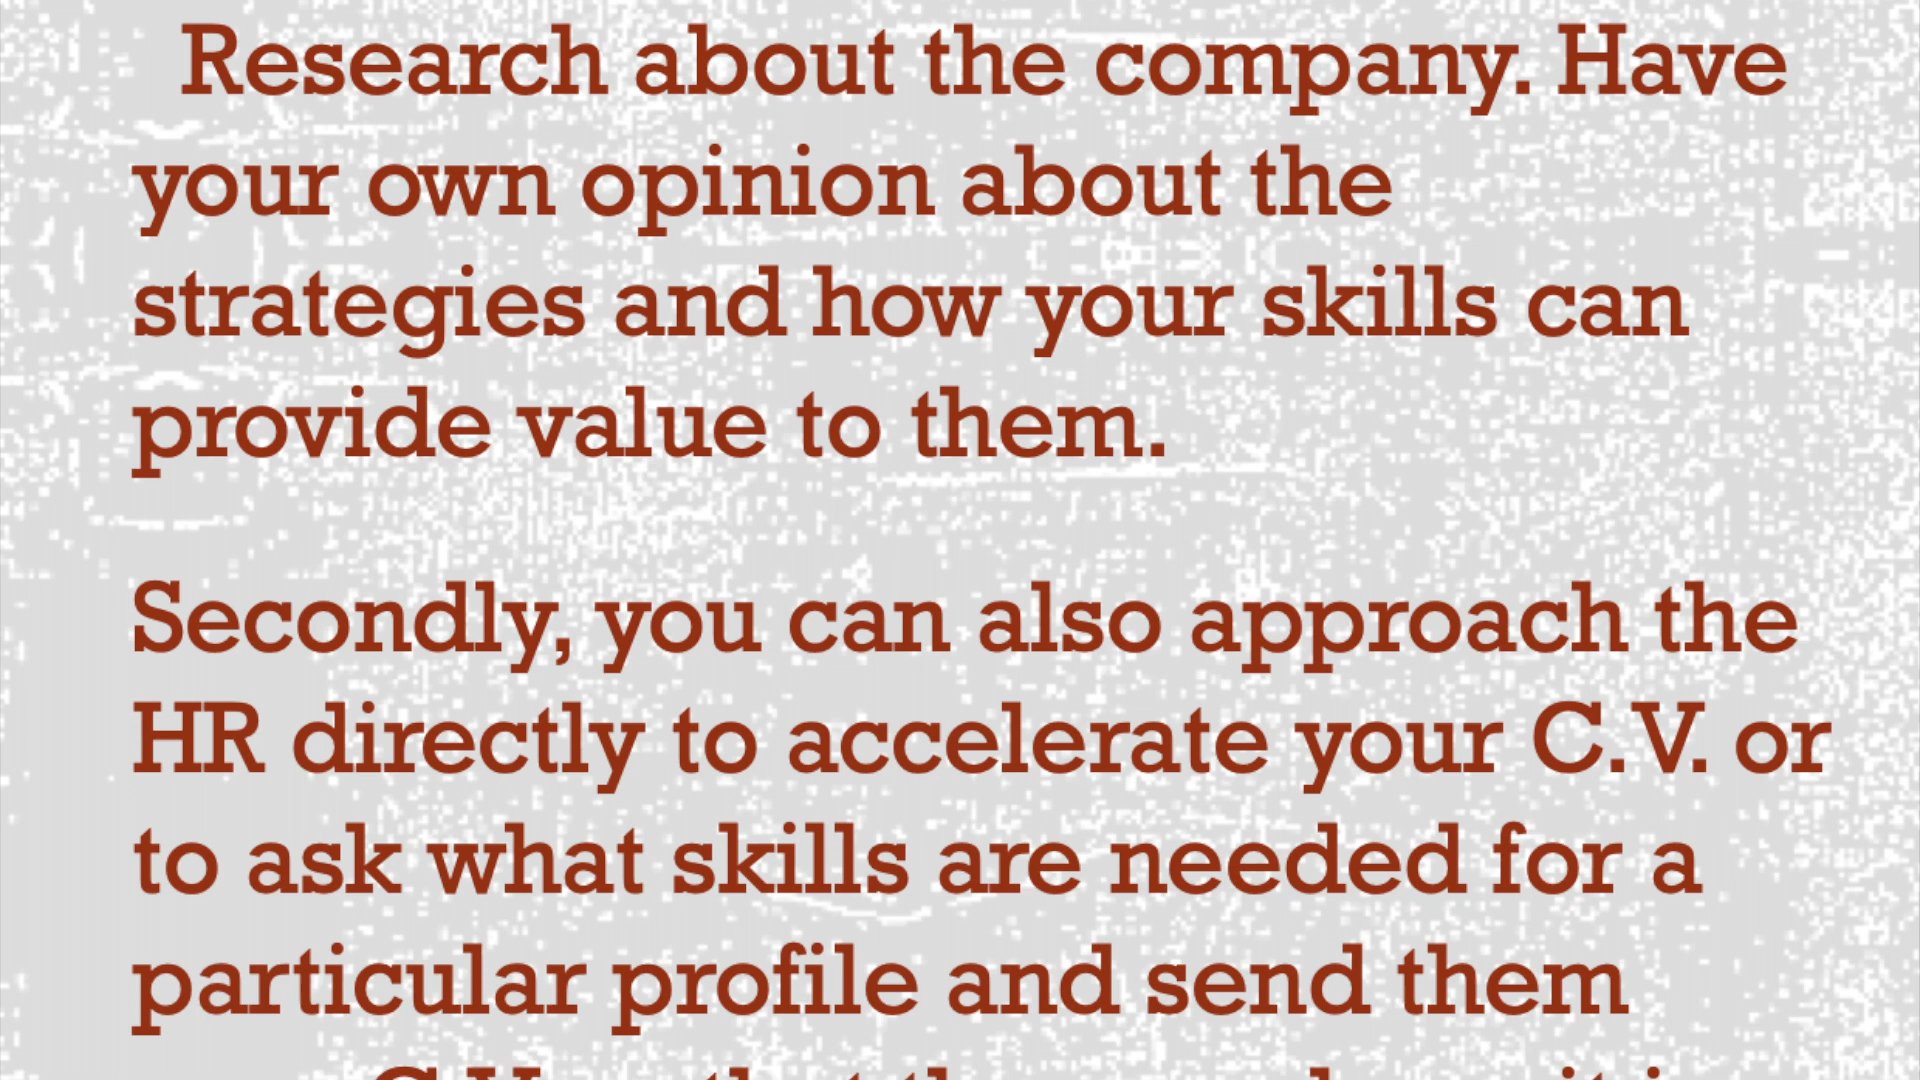 Research about the company. Have
your own opinion about the
strategies and how your skills can
provide value to them.
Secondly, you can also approach the
HR directly to accelerate your C.V. or
to ask what skills are needed for a
particular profile and send them